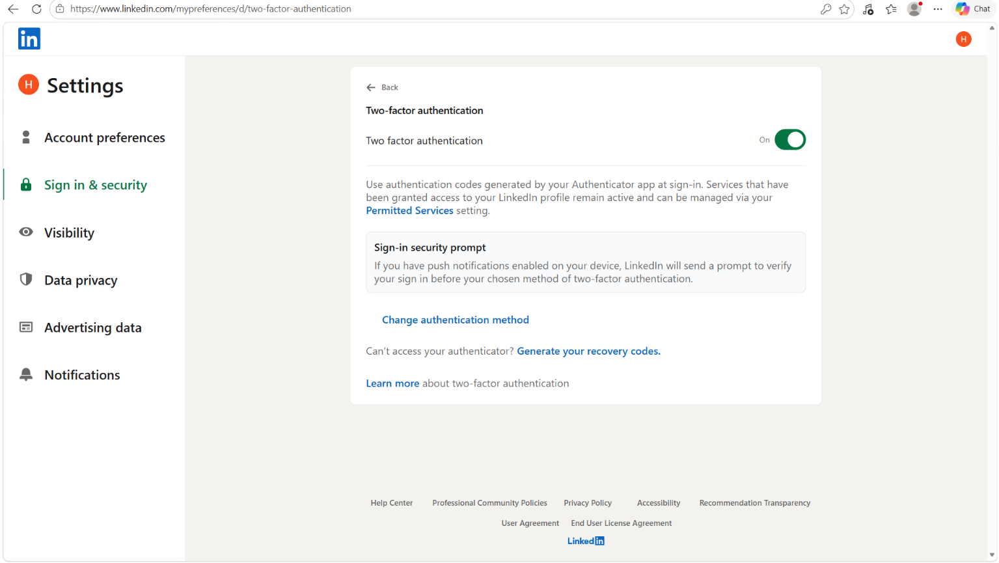 https://www.linkedin.com/mypreferences/d/two-factor-authentication
Chat
in
H
H Settings
Account preferences
Sign in & security
Visibility
Data privacy
Advertising data
Notifications
Back
Two-factor authentication
Two factor authentication
On
Use authentication codes generated by your Authenticator app at sign-in. Services that have
been granted access to your LinkedIn profile remain active and can be managed via your
Permitted Services setting.
Sign-in security prompt
If you have push notifications enabled on your device, LinkedIn will send a prompt to verify
your sign in before your chosen method of two-factor authentication.
Change authentication method
Can’t access your authenticator? Generate your recovery codes.
Learn more about two-factor authentication
Help Center Professional Community Policies Privacy Policy Accessibility Recommendation Transparency
User Agreement End User License Agreement
LinkedIn